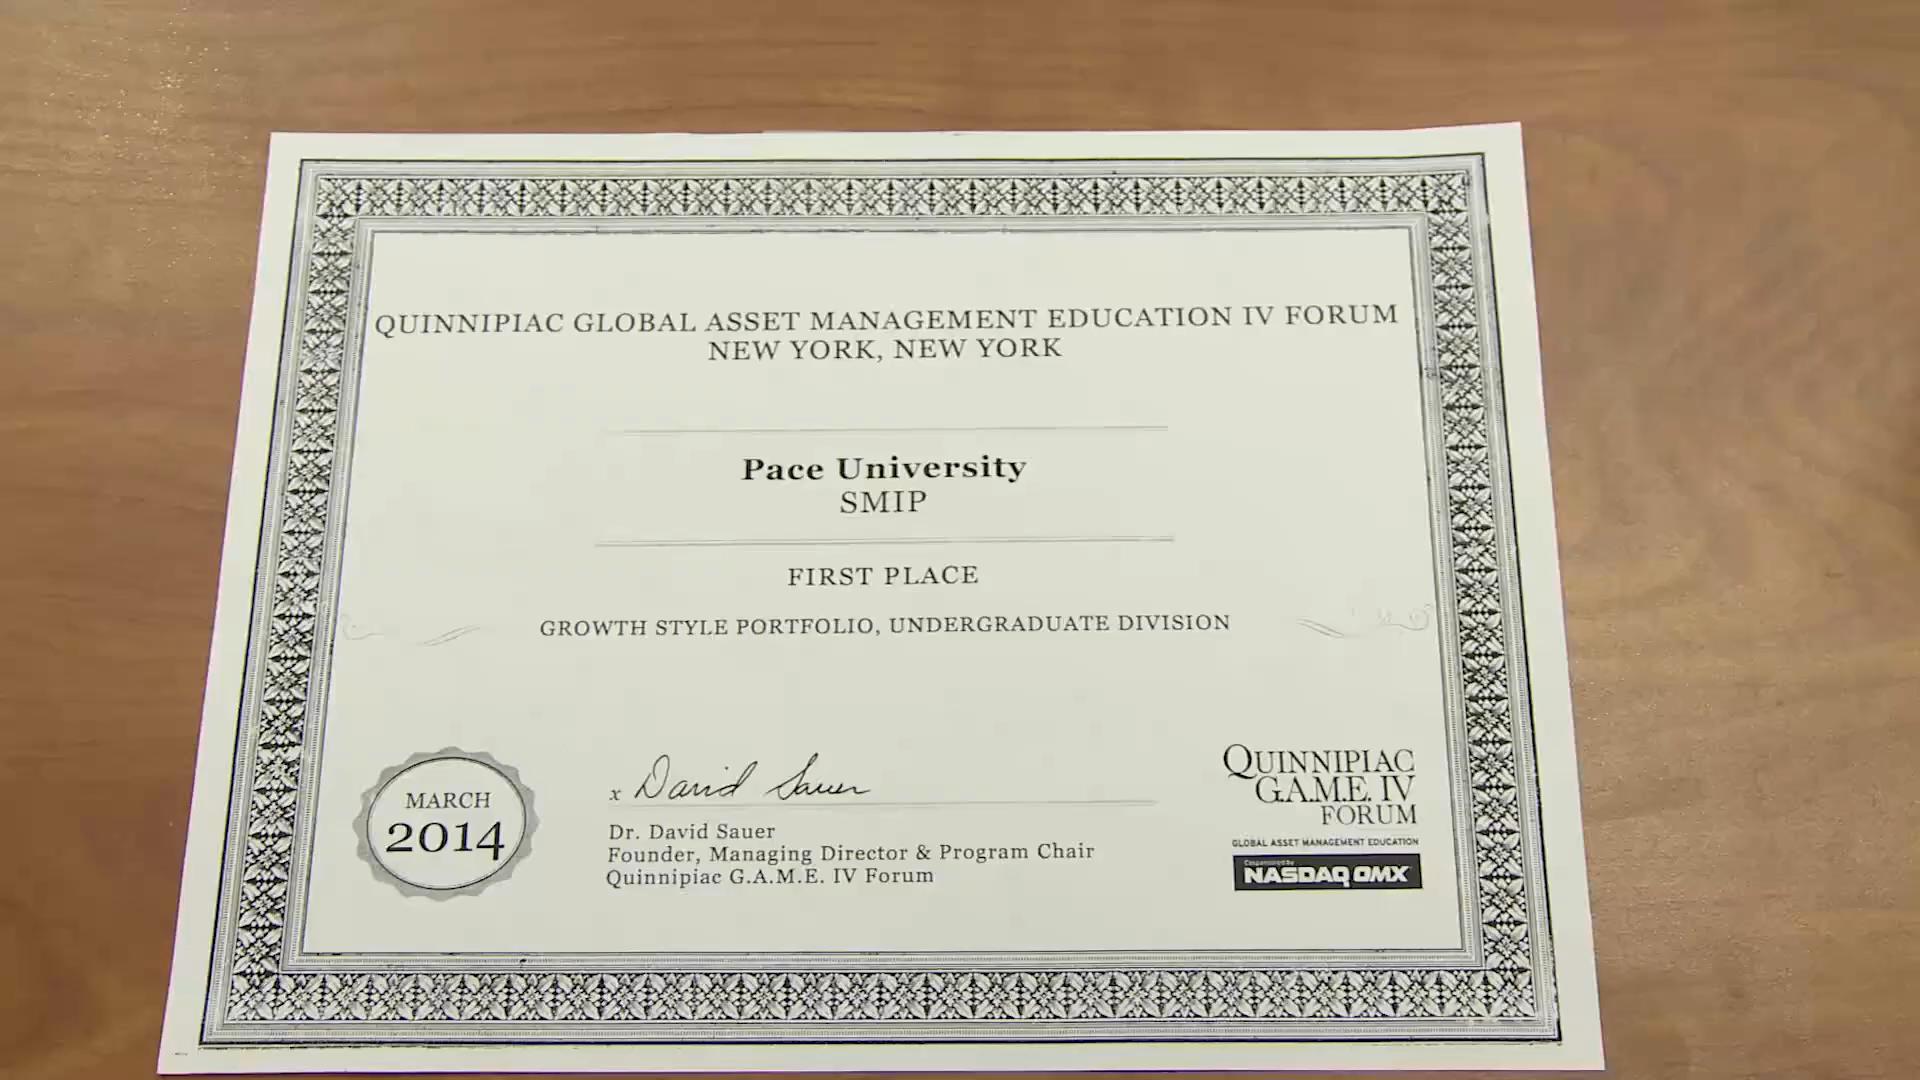 QUINNIPIAC GLOBAL ASSET MANAGEMENT EDUCATION IV FORUM
NEW YORK, NEW YORK
Pace University
SMIP
FIRST PLACE
GROWTH STYLE PORTFOLIO, UNDERGRADUATE DIVISION
MARCH
2014
x David Sauer
Dr. David Sauer
Founder, Managing Director & Program Chair
Quinnipiac G.A.M.E. IV Forum
QUINNIPIAC
G.A.M.E. IV
FORUM
GLOBAL ASSET MANAGEMENT EDUCATION
Cosponsored by
NASDAQ OMX